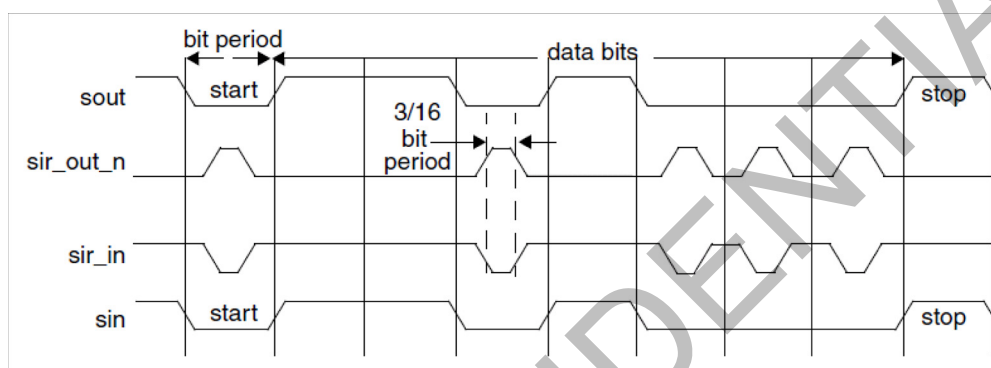 bit period
data bits
sout
start
stop
3/16
bit
period
sir_out_n
sir_in
sin
start
stop